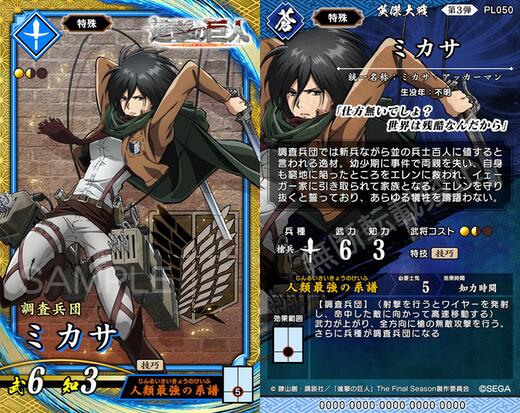 特殊
進撃の巨人
SAMPLE
調査兵団
ミカサ
技巧
武6 知3
じんるいさいきょうのけいふ
人類最強の系譜
5
蒼
特殊
英傑大戦
第3弾
PL050
ミカサ
統一名称・ミカサ・アッカーマン
生没年:不明
「仕方無いでしょ?
世界は残酷なんだから」
調査兵団では新兵ながら並の兵士百人に値すると
言われる逸材。幼少期に事件で両親を失い、自身
も窮地に陥ったところをエレンに救われ、イェー
ガー家に引き取られて家族となる。エレンを守り
抜くと誓っており、あらゆる犠牲を躊躇わない。
兵種 武力 知力 武将コスト
槍兵 6 3 特技 技巧
じんるいさいきょうのけいふ
必要士気 効果時間
人類最強の系譜 5 知力時間
効果範囲
【調査兵団】(射撃を行うとワイヤーを発射
し、命中した敵に向かって高速移動する)
武力が上がり、全方向に槍の無敵攻撃を行う。
さらに兵種が調査兵団になる
© 諫山創・講談社/「進撃の巨人」The Final Season製作委員会 ©SEGA
0000 0000 0000 0000 0000